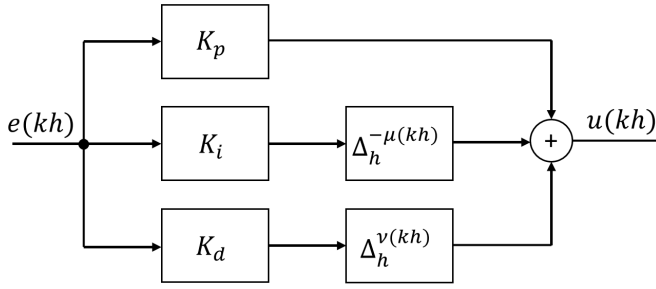 K_p
e(kh)
K_i
Δ_h^{-μ(kh)}
+
u(kh)
K_d
Δ_h^{ν(kh)}